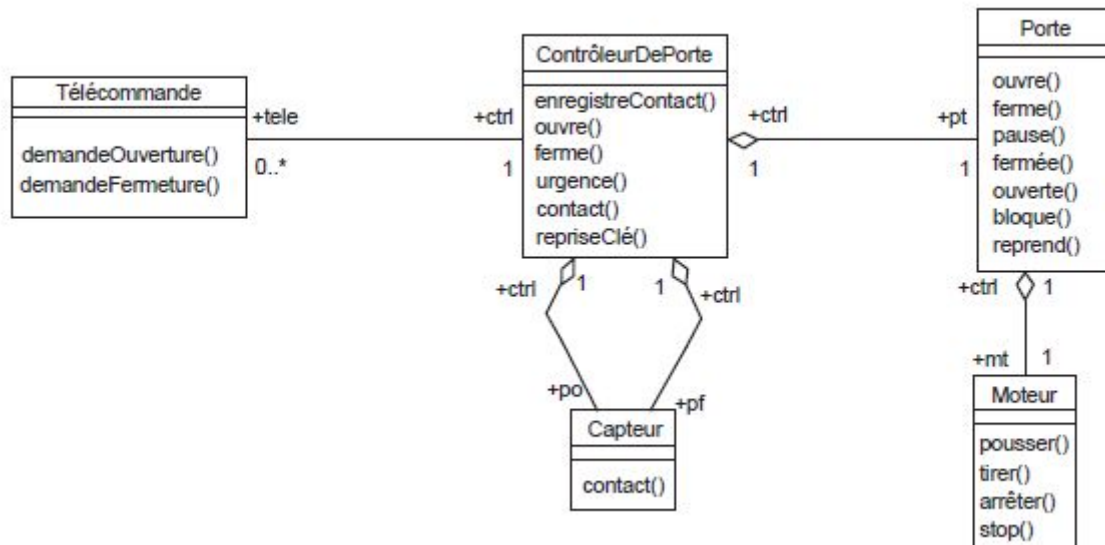 Télécommande
demandeOuverture()
demandeFermeture()
+tele
0..*
+ctrl
1
ContrôleurDePorte
enregistreContact()
ouvre()
ferme()
urgence()
contact()
repriseClé()
+ctrl
1
+pt
1
Porte
ouvre()
ferme()
pause()
fermée()
ouverte()
bloque()
reprend()
+ctrl
1
1
+ctrl
+po
+pf
Capteur
contact()
+ctrl
1
+mt
1
Moteur
pousser()
tirer()
arrêter()
stop()